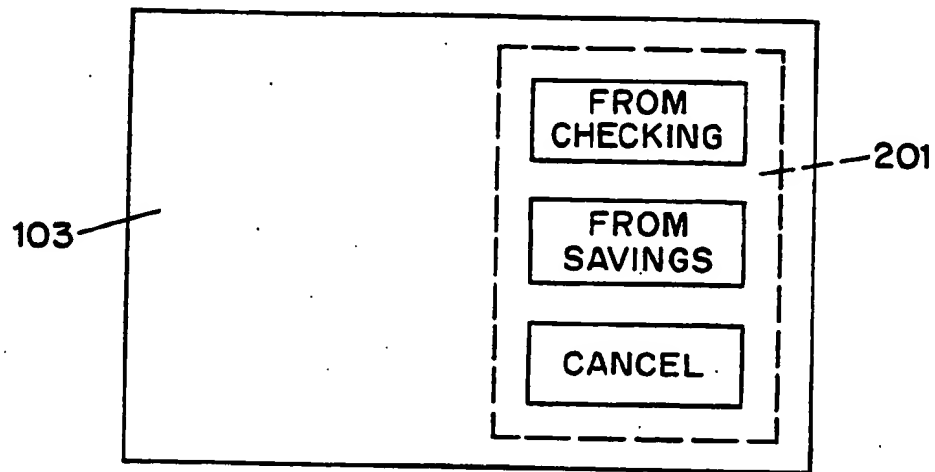 FROM
CHECKING
201
103
FROM
SAVINGS
CANCEL